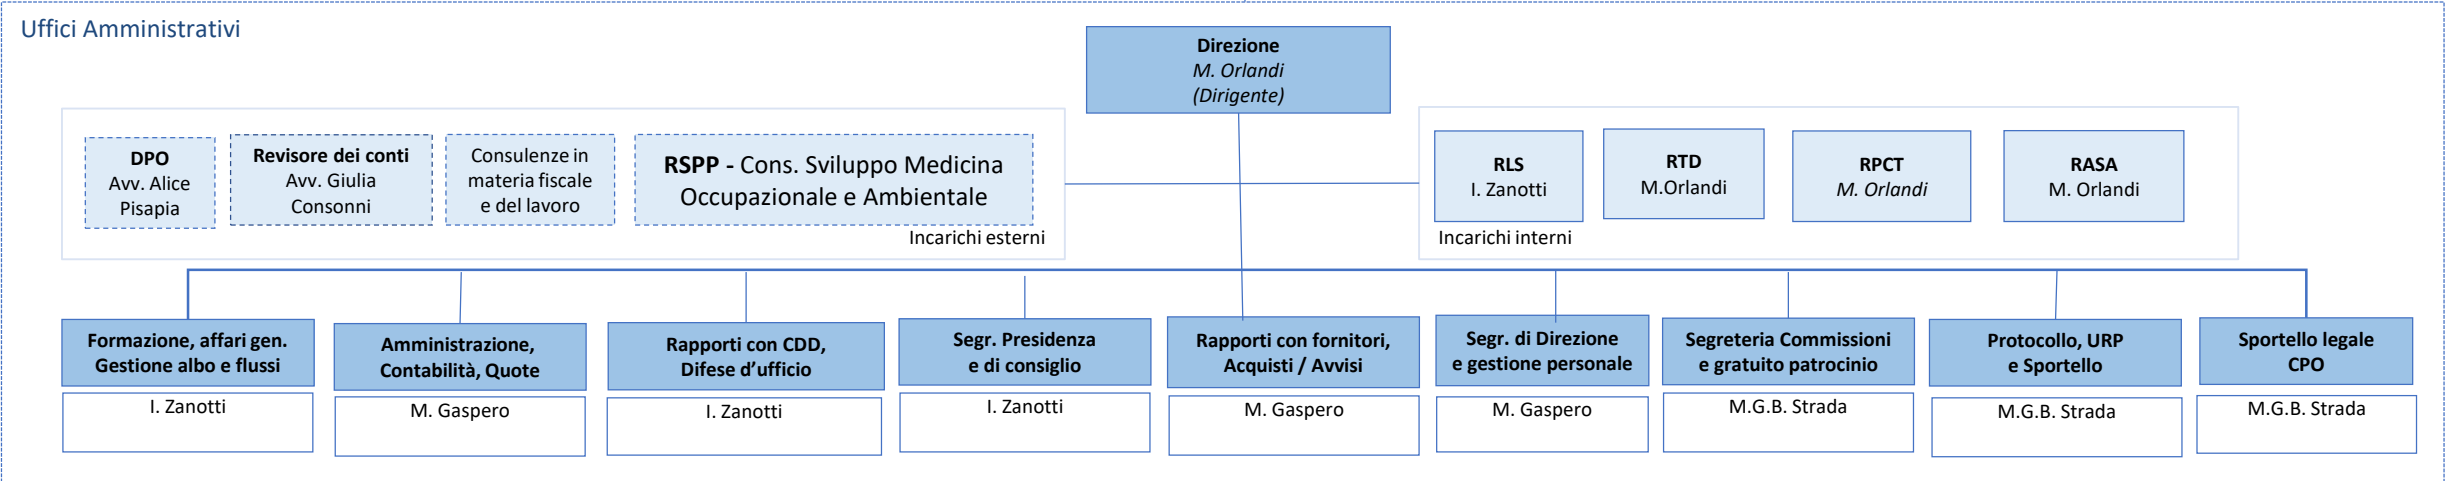 Uffici Amministrativi
Direzione
M. Orlandi
(Dirigente)
DPO
Avv. Alice
Pisapia
Revisore dei conti
Avv. Giulia
Consonni
Consulenze in
materia fiscale
e del lavoro
RSPP - Cons. Sviluppo Medicina
Occupazionale e Ambientale
Incarichi esterni
RLS
I. Zanotti
RTD
M.Orlandi
RPCT
M. Orlandi
RASA
M. Orlandi
Incarichi interni
Formazione, affari gen.
Gestione albo e flussi
I. Zanotti
Amministrazione,
Contabilità, Quote
M. Gaspero
Rapporti con CDD,
Difese d’ufficio
I. Zanotti
Segr. Presidenza
e di consiglio
I. Zanotti
Rapporti con fornitori,
Acquisti / Avvisi
M. Gaspero
Segr. di Direzione
e gestione personale
M. Gaspero
Segreteria Commissioni
e gratuito patrocinio
M.G.B. Strada
Protocollo, URP
e Sportello
M.G.B. Strada
Sportello legale
CPO
M.G.B. Strada